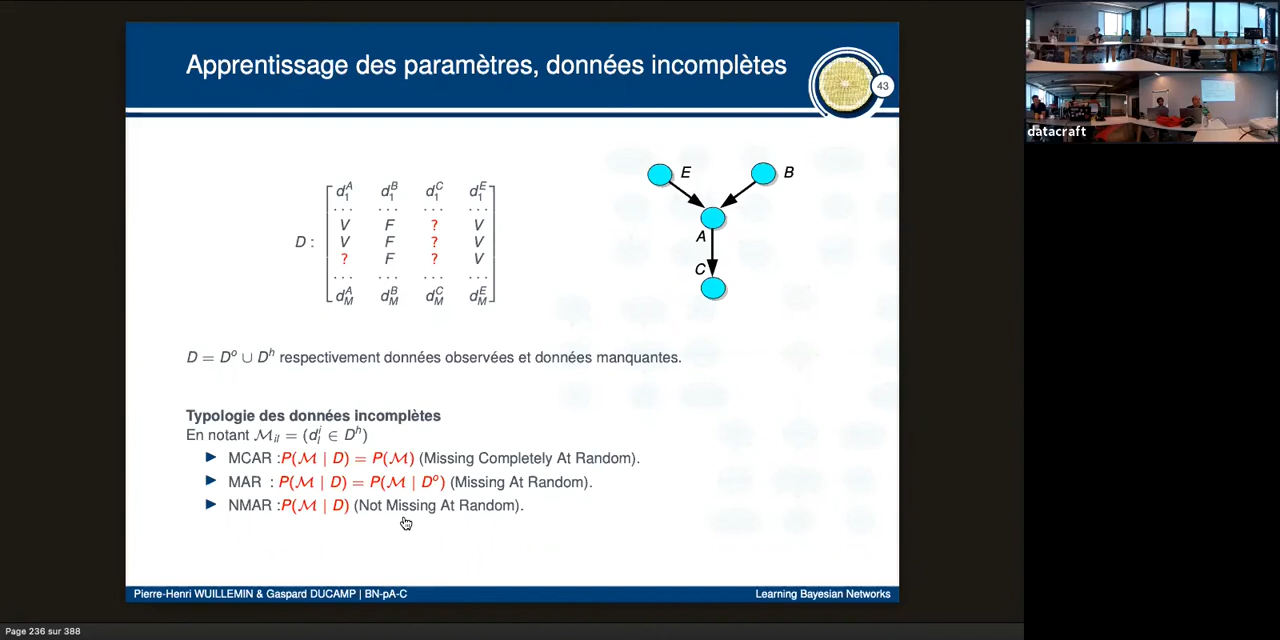 Apprentissage des paramètres, données incomplètes
43
datacraft
E
B
A
C
d₁ᴬ d₁ᴮ d₁ᶜ d₁ᴱ
... ... ... ...
V F ? V
D : V F ? V
? F ? V
... ... ... ...
d_Mᴬ d_Mᴮ d_Mᶜ d_Mᴱ
D = Dᵒ ∪ Dʰ respectivement données observées et données manquantes.
Typologie des données incomplètes
En notant ℳᵢₗ = (dₗⁱ ∈ Dʰ)
► MCAR :P(ℳ | D) = P(ℳ) (Missing Completely At Random).
► MAR : P(ℳ | D) = P(ℳ | Dᵒ) (Missing At Random).
► NMAR :P(ℳ | D) (Not Missing At Random).
Pierre-Henri WUILLEMIN & Gaspard DUCAMP | BN-pA-C
Learning Bayesian Networks
Page 236 sur 388